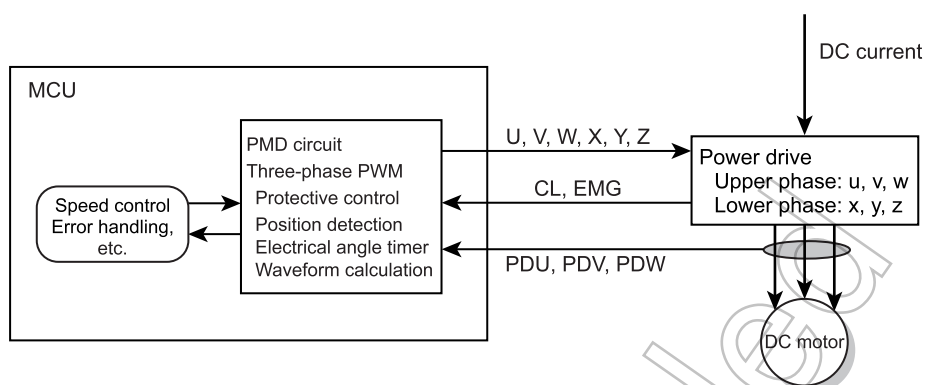 DC current
MCU
PMD circuit
Three-phase PWM
Protective control
Position detection
Electrical angle timer
Waveform calculation
Speed control
Error handling,
etc.
U, V, W, X, Y, Z
CL, EMG
PDU, PDV, PDW
Power drive
Upper phase: u, v, w
Lower phase: x, y, z
DC motor